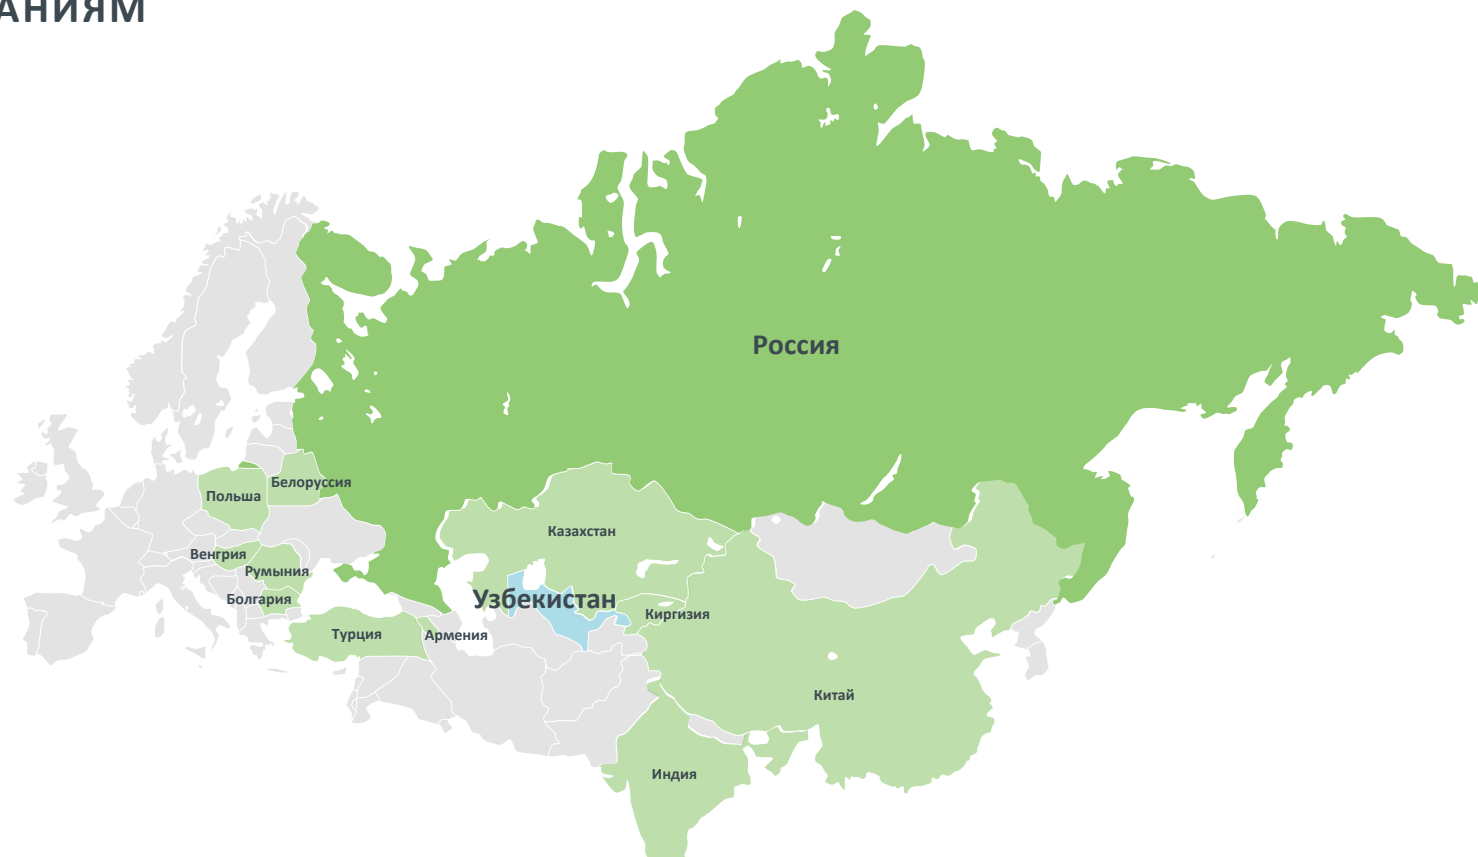 АНИЯМ
Россия
Белоруссия
Польша
Казахстан
Венгрия
Румыния
Болгария
Узбекистан
Киргизия
Турция
Армения
Китай
Индия